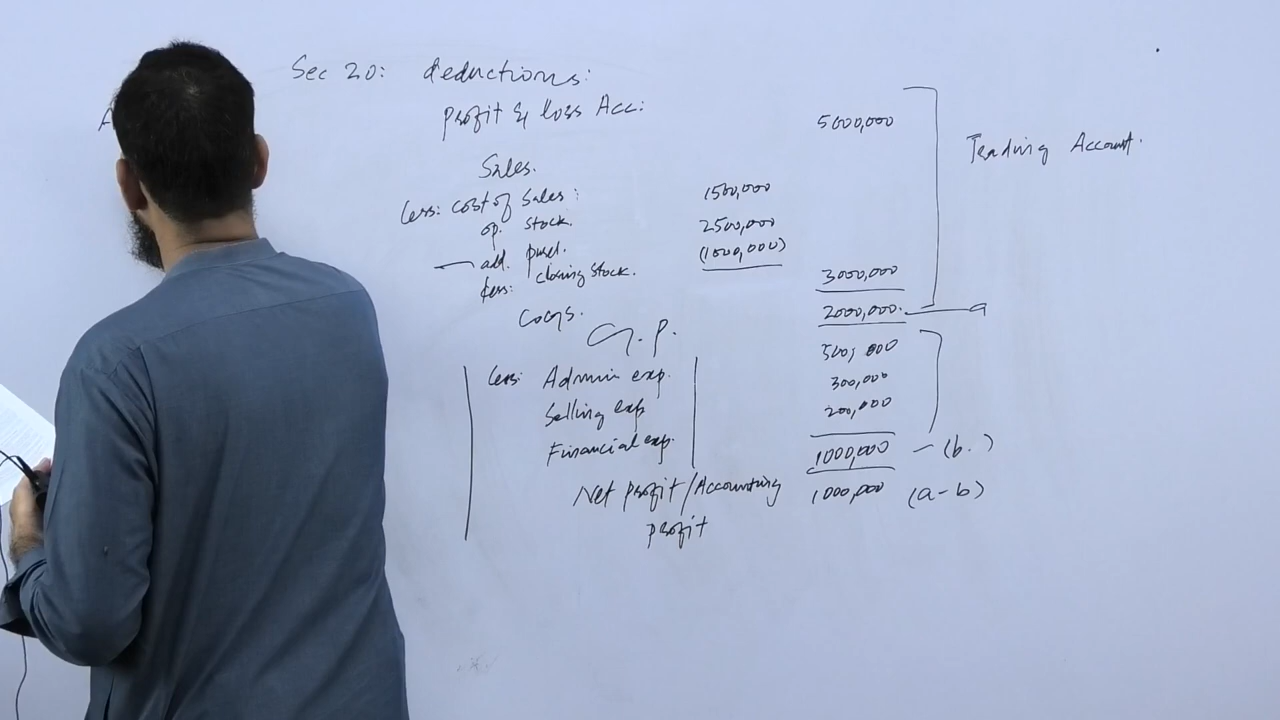 Sec 20: deductions:
Profit & loss Acc:
Sales. 5000,000
Trading Account.
Less: cost of Sales:
op. stock. 1500,000
add. purl. 2500,000
Less: closing stock. (1000,000)
COGS. 3000,000
G.P. 2000,000. a
Less: Admin exp. 500,000
Selling exp 300,000
Financial exp. 200,000
1000,000 – (b.)
Net profit/Accounting profit 1000,000 (a-b)